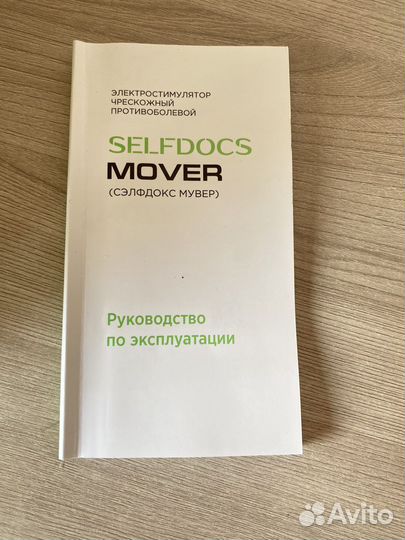 ЭЛЕКТРОСТИМУЛЯТОР
ЧРЕСКОЖНЫЙ
ПРОТИВОБОЛЕВОЙ
SELFDOCS
MOVER
(СЭЛФДОКС МУВЕР)
Руководство
по эксплуатации
Avito